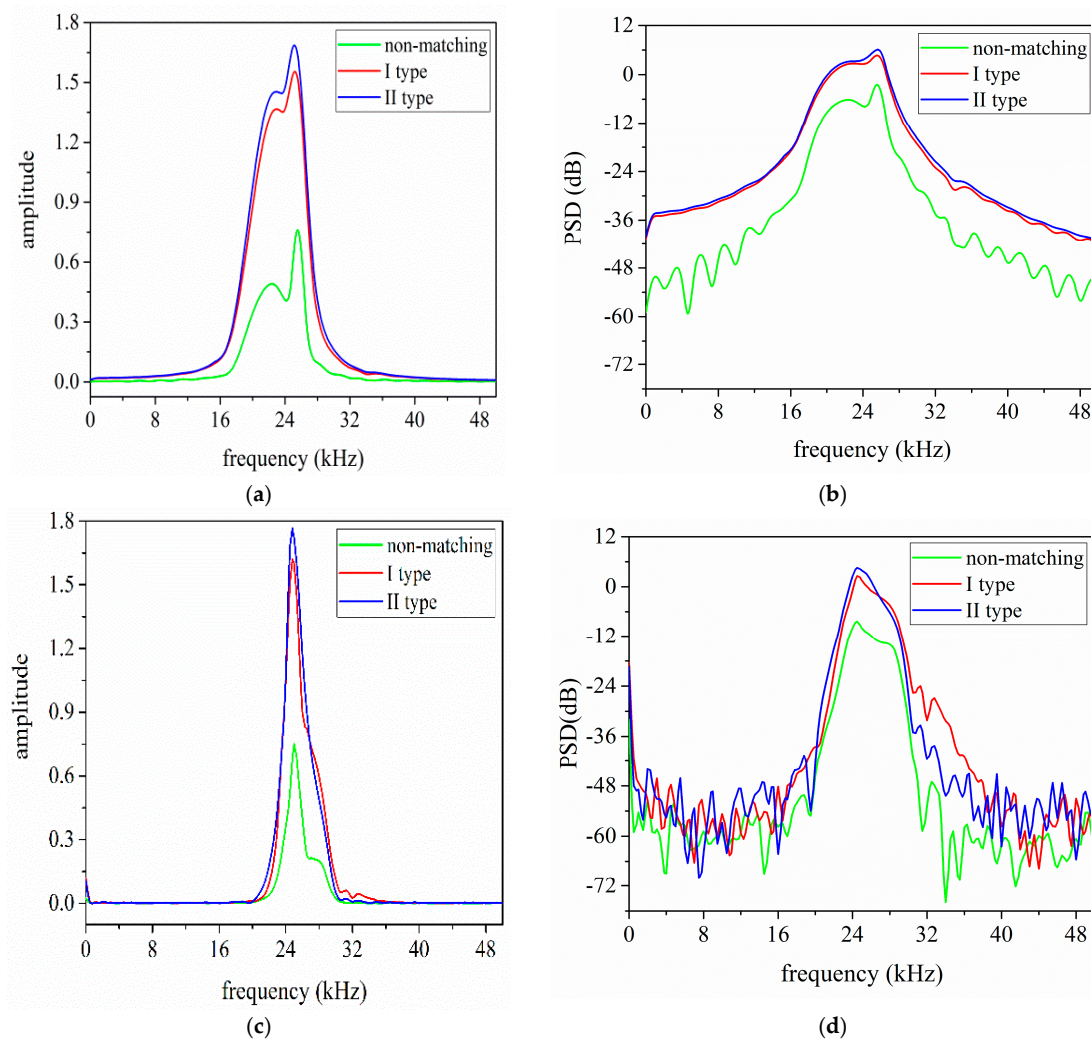 1.8
1.5
1.2
0.9
0.6
0.3
0.0
amplitude
non-matching
I type
II type
0 8 16 24 32 40 48
frequency (kHz)
(a)
12
0
-12
-24
-36
-48
-60
-72
PSD (dB)
non-matching
I type
II type
0 8 16 24 32 40 48
frequency (kHz)
(b)
1.8
1.5
1.2
0.9
0.6
0.3
0.0
amplitude
non-matching
I type
II type
0 8 16 24 32 40 48
frequency (kHz)
(c)
12
0
-12
-24
-36
-48
-60
-72
PSD(dB)
non-matching
I type
II type
0 8 16 24 32 40 48
frequency (kHz)
(d)